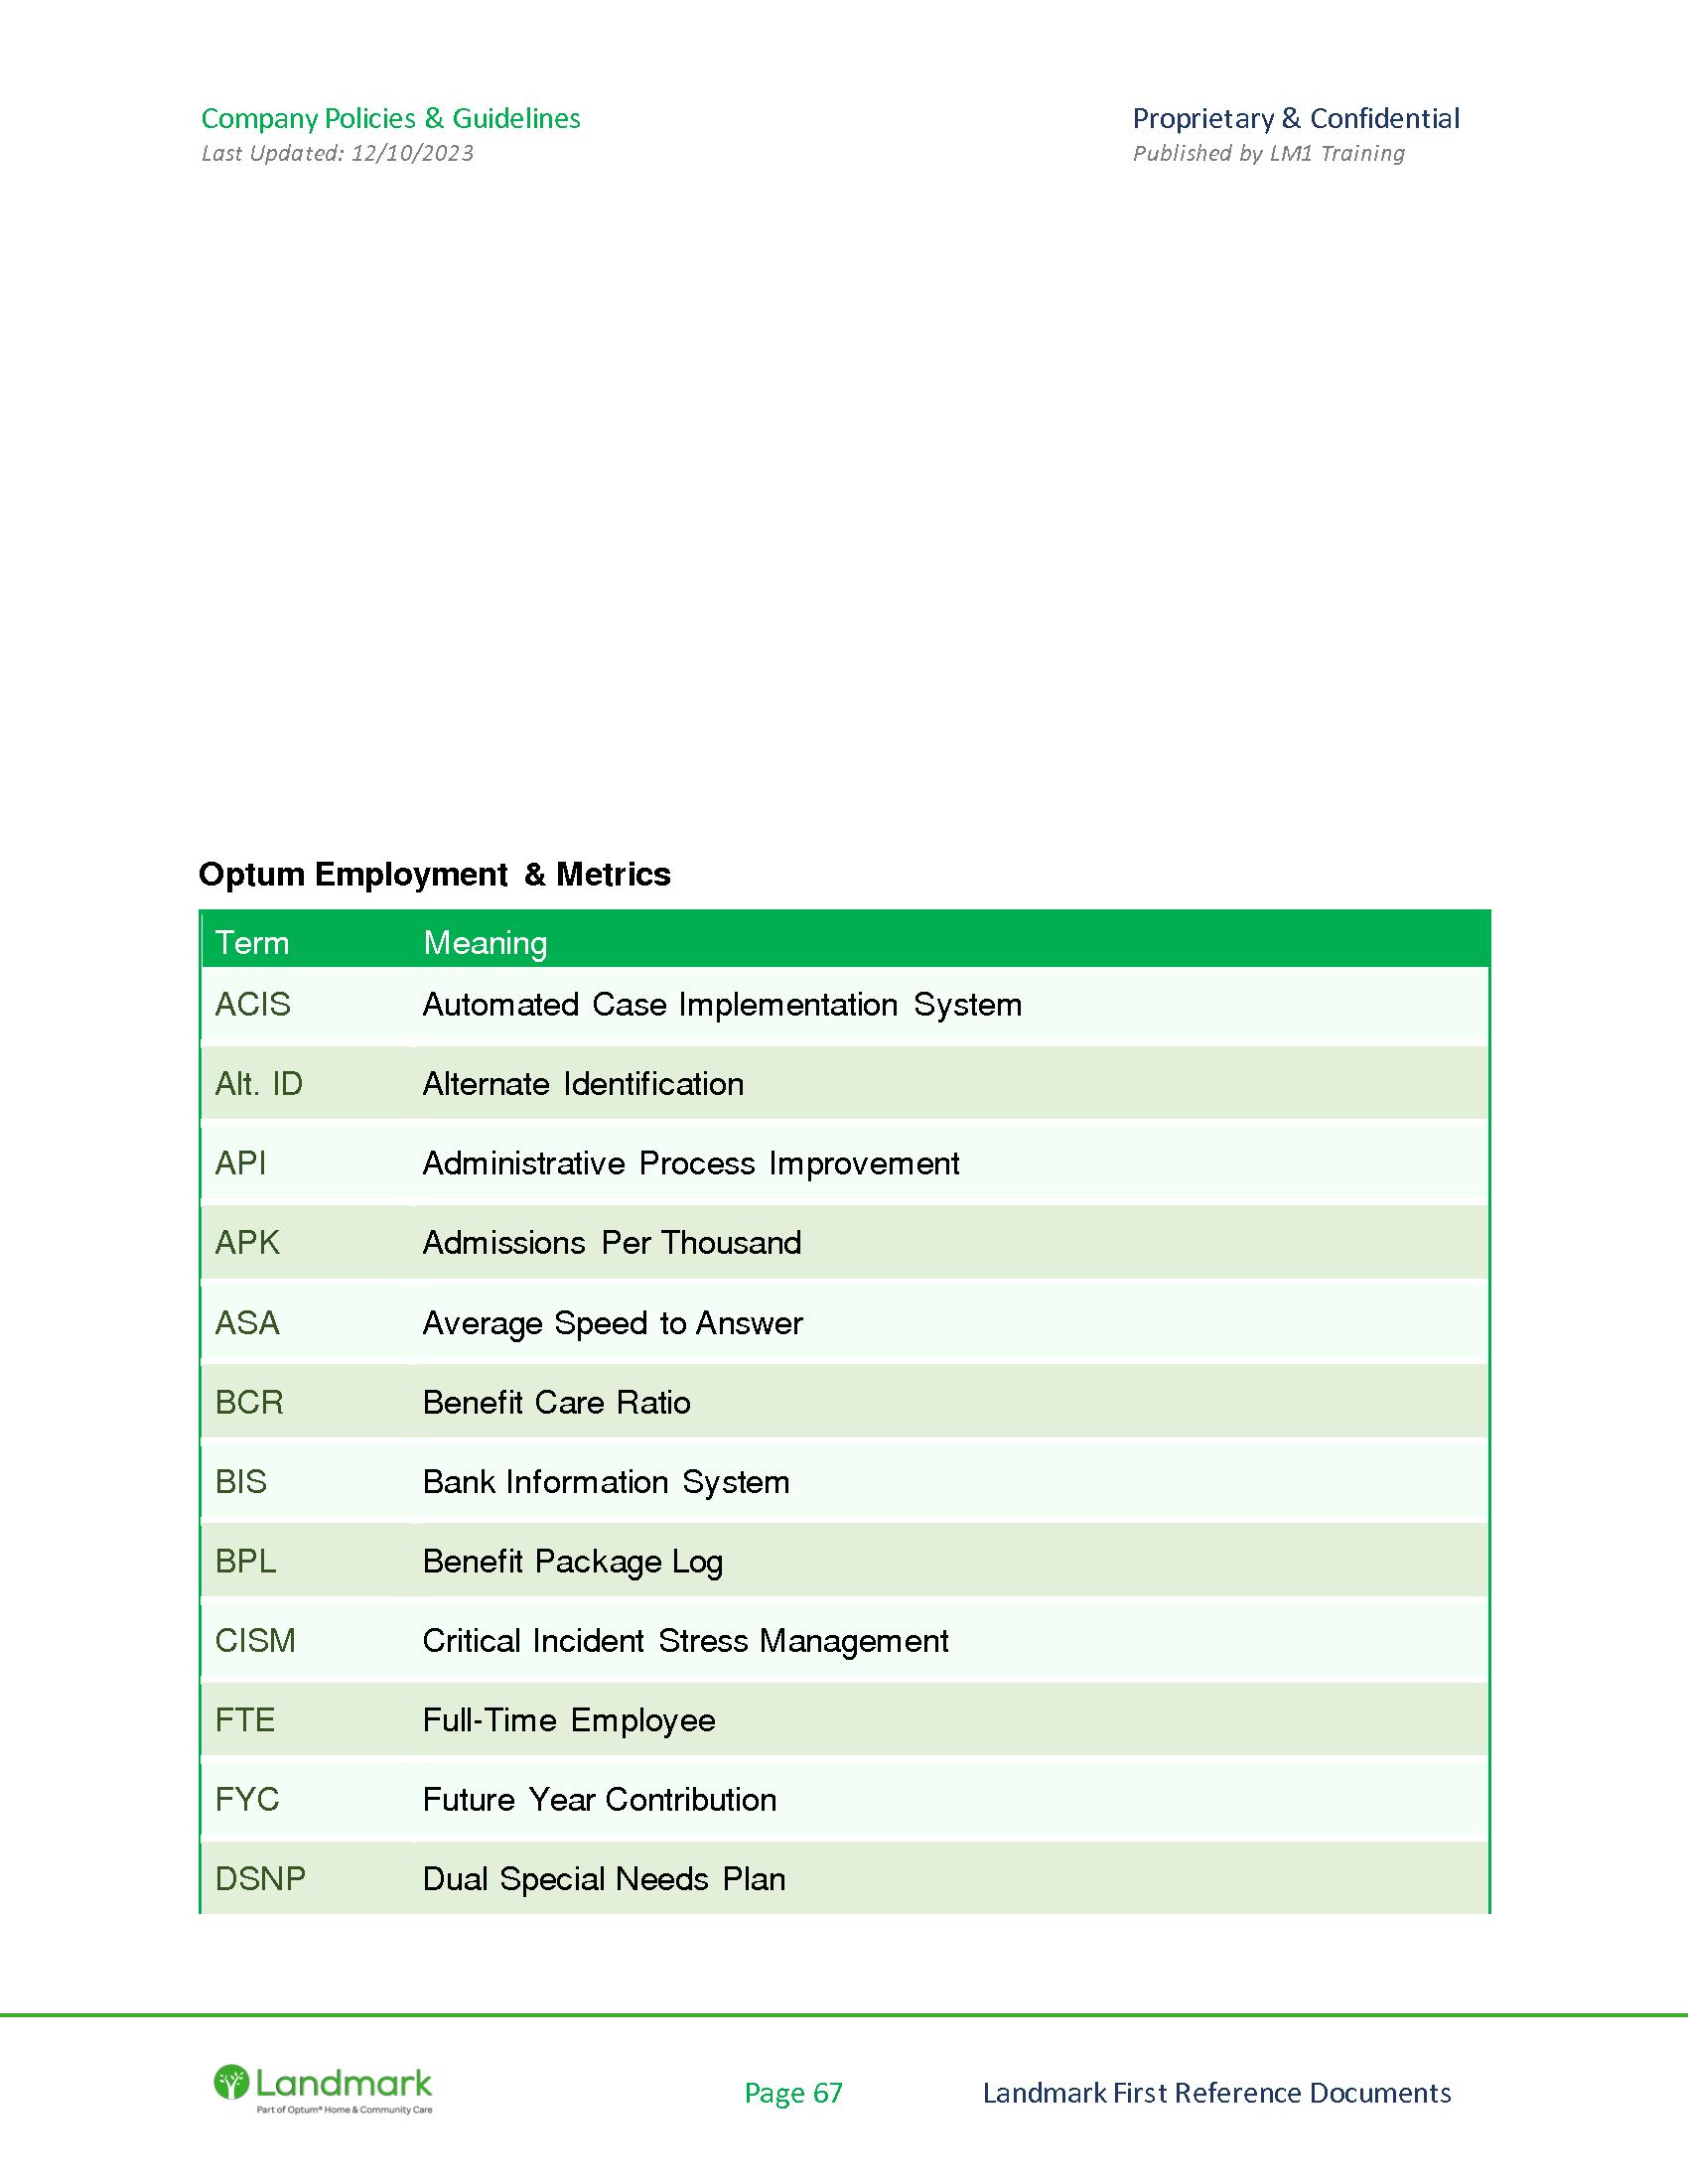 Company Policies & Guidelines
Proprietary & Confidential
Last Updated: 12/10/2023
Published by LM1 Training
Optum Employment & Metrics
Term Meaning
ACIS Automated Case Implementation System
Alt. ID Alternate Identification
API Administrative Process Improvement
APK Admissions Per Thousand
ASA Average Speed to Answer
BCR Benefit Care Ratio
BIS Bank Information System
BPL Benefit Package Log
CISM Critical Incident Stress Management
FTE Full-Time Employee
FYC Future Year Contribution
DSNP Dual Special Needs Plan
Landmark
Part of Optum® Home & Community Care
Page 67
Landmark First Reference Documents